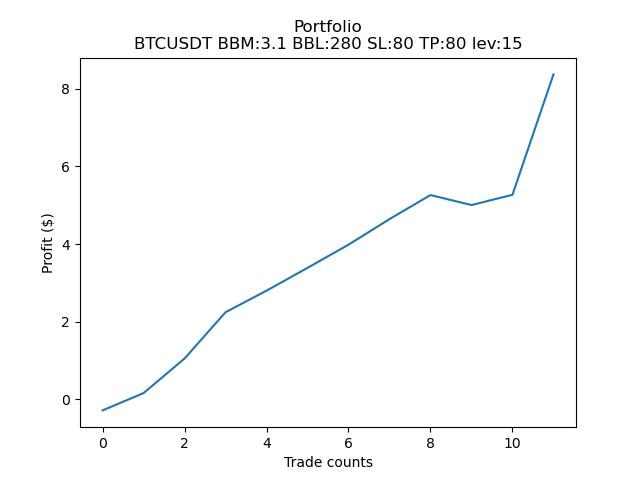 Portfolio
BTCUSDT BBM:3.1 BBL:280 SL:80 TP:80 lev:15
8
6
4
2
0
Profit ($)
0 2 4 6 8 10
Trade counts